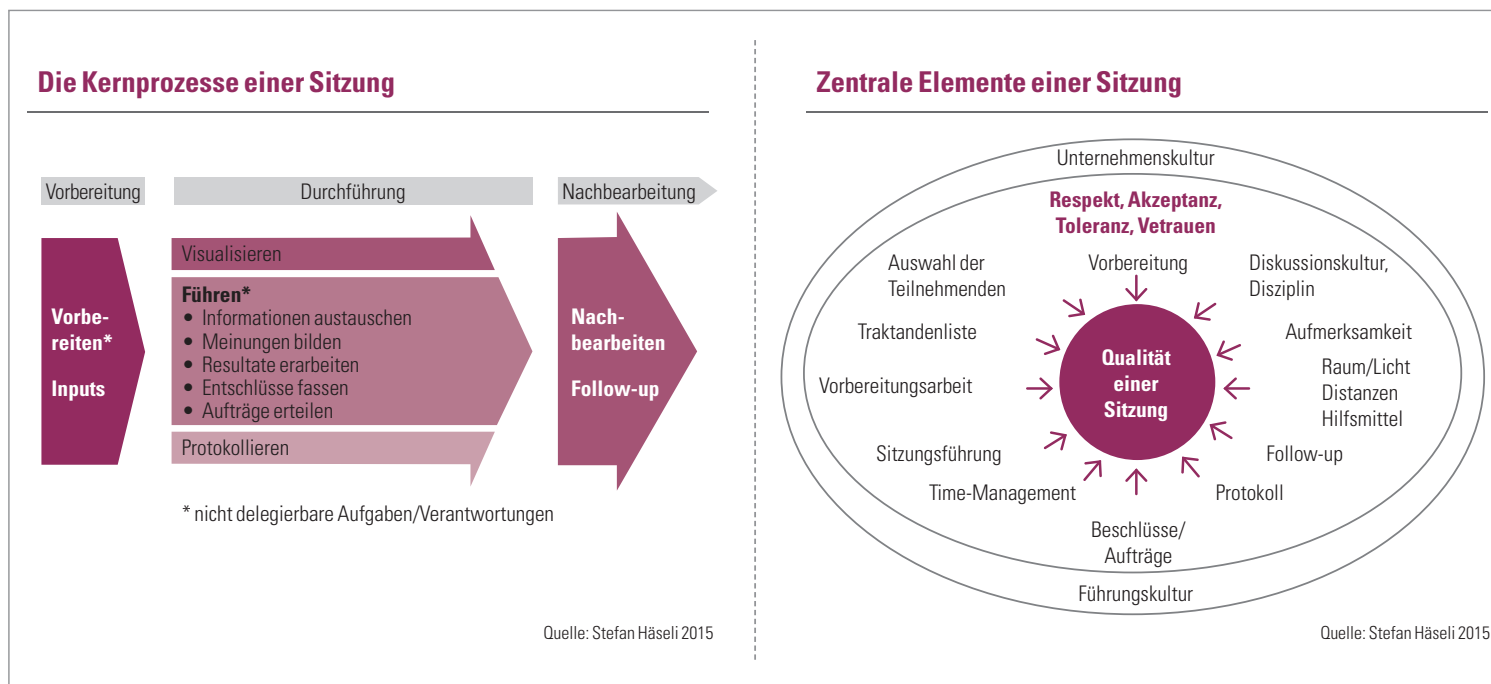 Die Kernprozesse einer Sitzung
Vorbereitung
Durchführung
Nachbearbeitung
Vorbe-
reiten*
Inputs
Visualisieren
Führen*
• Informationen austauschen
• Meinungen bilden
• Resultate erarbeiten
• Entschlüsse fassen
• Aufträge erteilen
Protokollieren
Nach-
bearbeiten
Follow-up
* nicht delegierbare Aufgaben/Verantwortungen
Quelle: Stefan Häseli 2015
Zentrale Elemente einer Sitzung
Unternehmenskultur
Respekt, Akzeptanz,
Toleranz, Vetrauen
Vorbereitung
Auswahl der
Teilnehmenden
Diskussionskultur,
Disziplin
Traktandenliste
Aufmerksamkeit
Vorbereitungsarbeit
Raum/Licht
Distanzen
Hilfsmittel
Qualität
einer
Sitzung
Sitzungsführung
Follow-up
Time-Management
Protokoll
Beschlüsse/
Aufträge
Führungskultur
Quelle: Stefan Häseli 2015